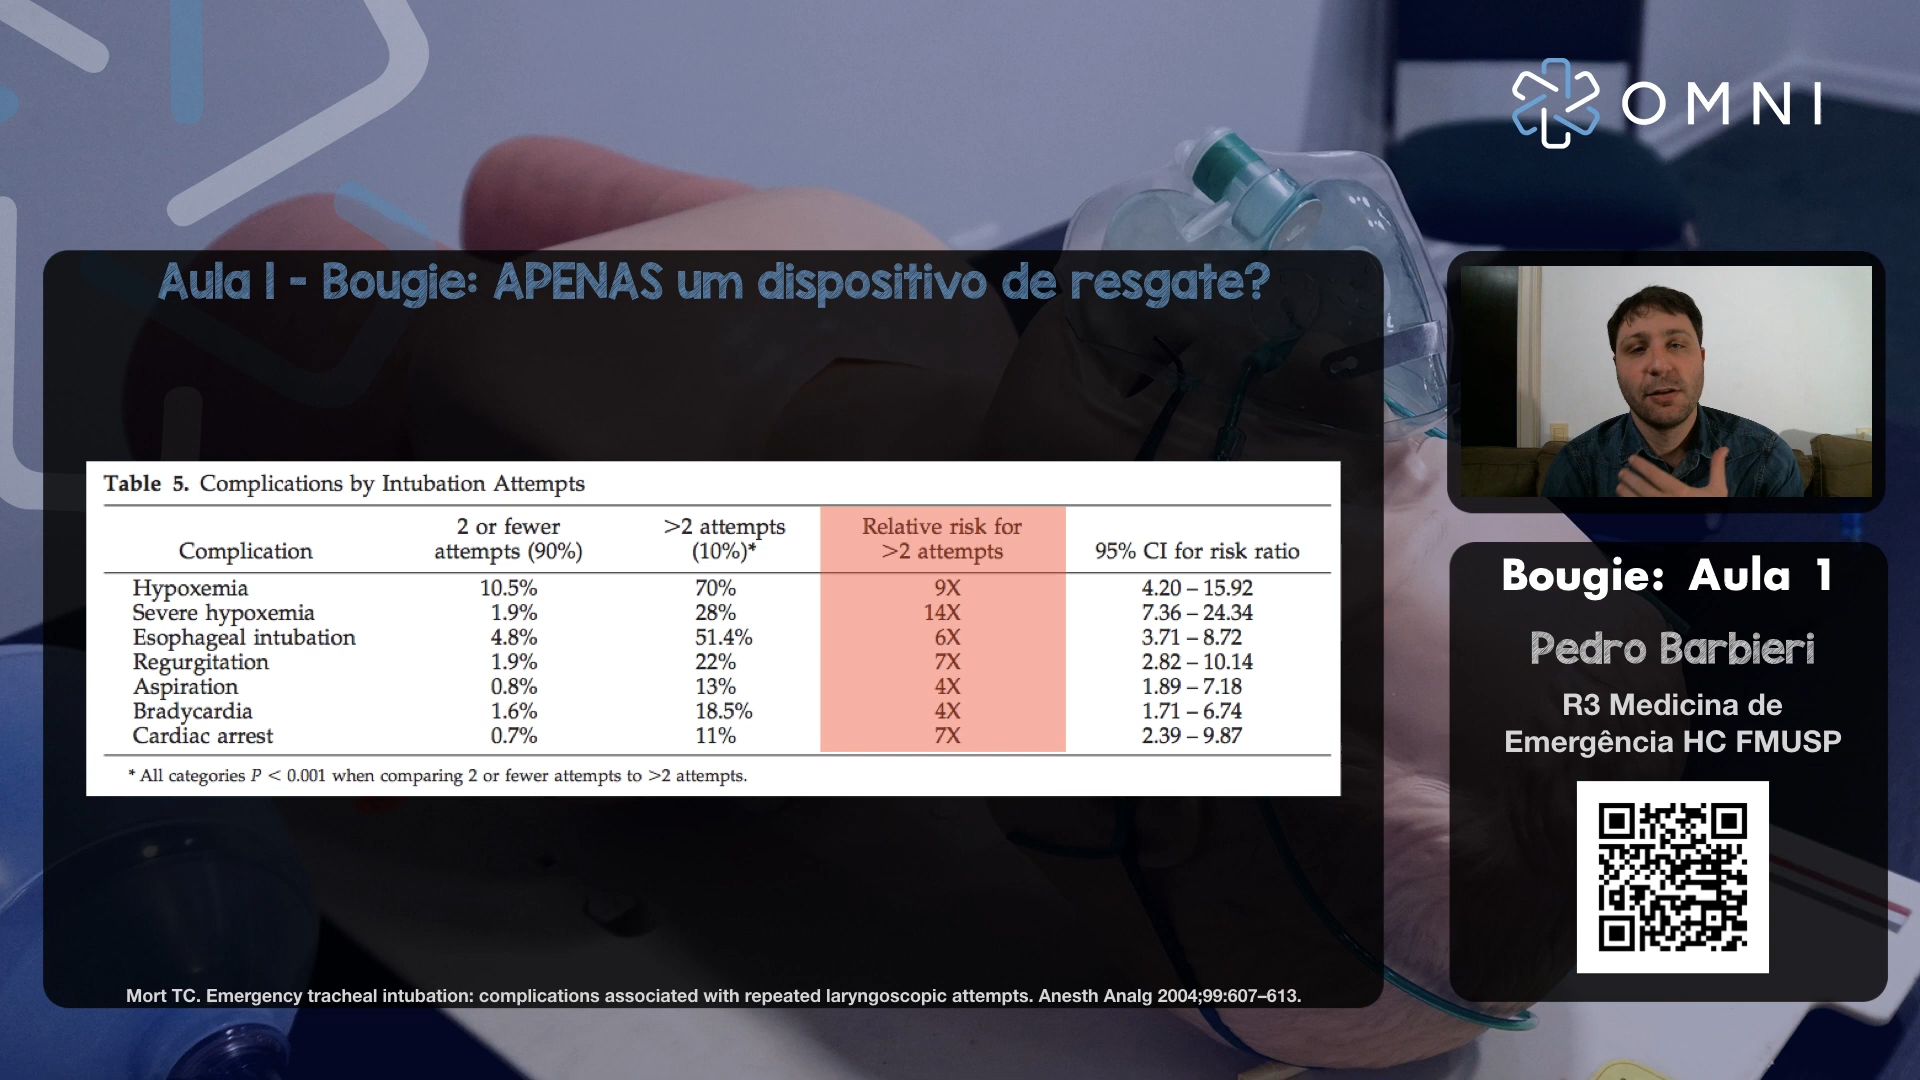 OMNI
Aula 1 - Bougie: APENAS um dispositivo de resgate?
Table 5. Complications by Intubation Attempts
Complication 2 or fewer attempts (90%) >2 attempts (10%)* Relative risk for >2 attempts 95% CI for risk ratio
Hypoxemia 10.5% 70% 9X 4.20 – 15.92
Severe hypoxemia 1.9% 28% 14X 7.36 – 24.34
Esophageal intubation 4.8% 51.4% 6X 3.71 – 8.72
Regurgitation 1.9% 22% 7X 2.82 – 10.14
Aspiration 0.8% 13% 4X 1.89 – 7.18
Bradycardia 1.6% 18.5% 4X 1.71 – 6.74
Cardiac arrest 0.7% 11% 7X 2.39 – 9.87
* All categories P < 0.001 when comparing 2 or fewer attempts to >2 attempts.
Mort TC. Emergency tracheal intubation: complications associated with repeated laryngoscopic attempts. Anesth Analg 2004;99:607–613.
Bougie: Aula 1
Pedro Barbieri
R3 Medicina de
Emergência HC FMUSP